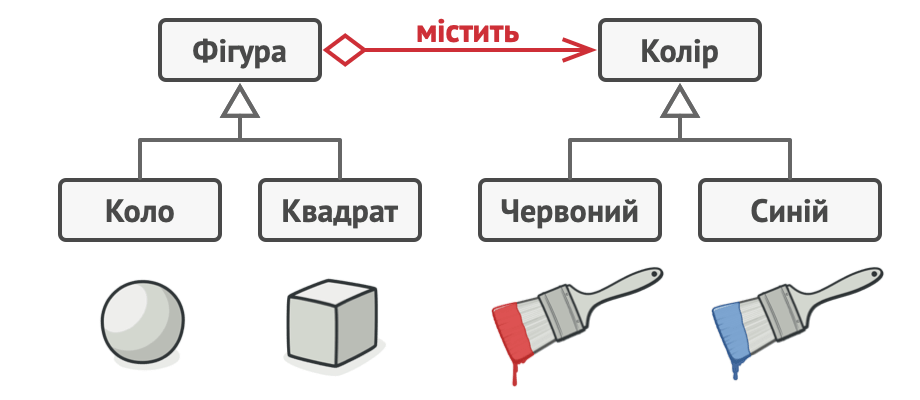 Фігура
містить
Колір
Коло
Квадрат
Червоний
Синій